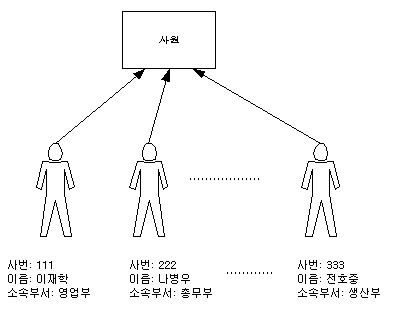 사원
사번: 111
이름: 이재학
소속부서: 영업부
사번: 222
이름: 나병우
소속부서: 총무부
사번: 333
이름: 전호중
소속부서: 생산부